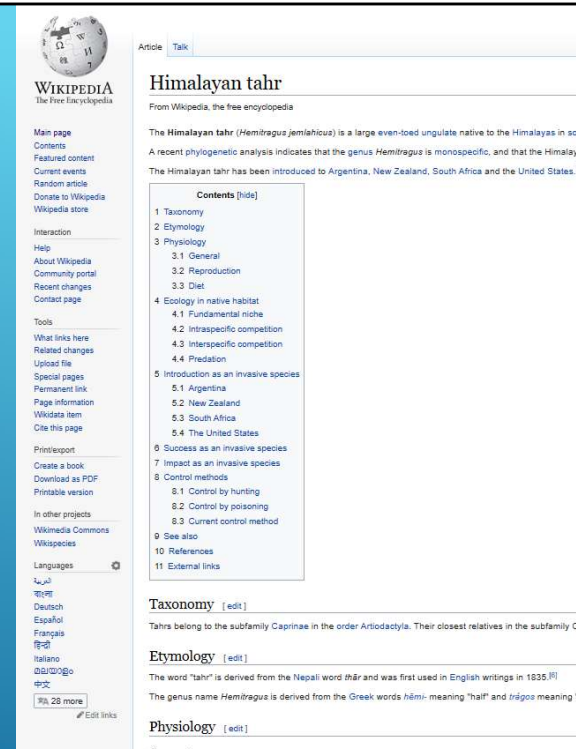 WIKIPEDIA
The Free Encyclopedia
Main page
Contents
Featured content
Current events
Random article
Donate to Wikipedia
Wikipedia store
Interaction
Help
About Wikipedia
Community portal
Recent changes
Contact page
Tools
What links here
Related changes
Upload file
Special pages
Permanent link
Page information
Wikidata item
Cite this page
Print/export
Create a book
Download as PDF
Printable version
In other projects
Wikimedia Commons
Wikispecies
Languages
العربية
বাংলা
Deutsch
Español
Français
हिन्दी
Italiano
മലയാളം
中文
28 more
Edit links
Article Talk
Himalayan tahr
From Wikipedia, the free encyclopedia
The Himalayan tahr (Hemitragus jemlahicus) is a large even-toed ungulate native to the Himalayas in
A recent phylogenetic analysis indicates that the genus Hemitragus is monospecific, and that the
The Himalayan tahr has been introduced to Argentina, New Zealand, South Africa and the United States.
Contents [hide]
1 Taxonomy
2 Etymology
3 Physiology
3.1 General
3.2 Reproduction
3.3 Diet
4 Ecology in native habitat
4.1 Fundamental niche
4.2 Intraspecific competition
4.3 Interspecific competition
4.4 Predation
5 Introduction as an invasive species
5.1 Argentina
5.2 New Zealand
5.3 South Africa
5.4 The United States
6 Success as an invasive species
7 Impact as an invasive species
8 Control methods
8.1 Control by hunting
8.2 Control by poisoning
8.3 Current control method
9 See also
10 References
11 External links
Taxonomy [edit]
Tahrs belong to the subfamily Caprinae in the order Artiodactyla. Their closest relatives in the subfamily
Etymology [edit]
The word "tahr" is derived from the Nepali word thār and was first used in English writings in 1835.[6]
The genus name Hemitragus is derived from the Greek words hēmi- meaning "half" and trágos meaning
Physiology [edit]